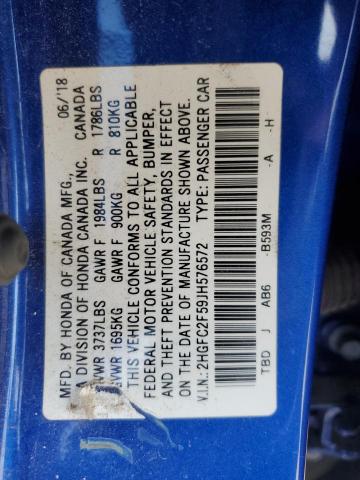 MFD. BY HONDA OF CANADA MFG., 06/'18
A DIVISION OF HONDA CANADA INC. CANADA
GVWR 3737LBS GAWR F 1984LBS R 1786LBS
GVWR 1695KG GAWR F 900KG R 810KG
THIS VEHICLE CONFORMS TO ALL APPLICABLE
FEDERAL MOTOR VEHICLE SAFETY, BUMPER,
AND THEFT PREVENTION STANDARDS IN EFFECT
ON THE DATE OF MANUFACTURE SHOWN ABOVE.
V.I.N.: 2HGFC2F59JH576572 TYPE: PASSENGER CAR
TBD J AB6 -B593M -A -H